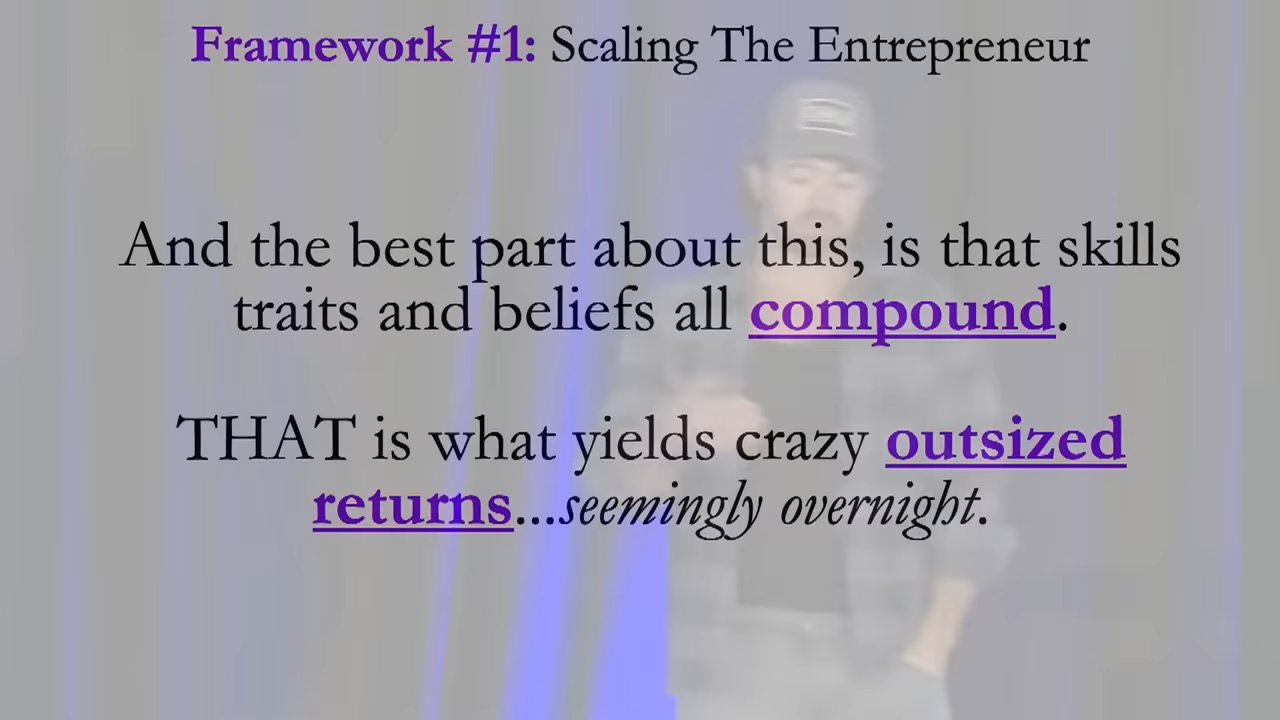 Framework #1: Scaling The Entrepreneur
And the best part about this, is that skills
traits and beliefs all compound.
THAT is what yields crazy outsized
returns...seemingly overnight.